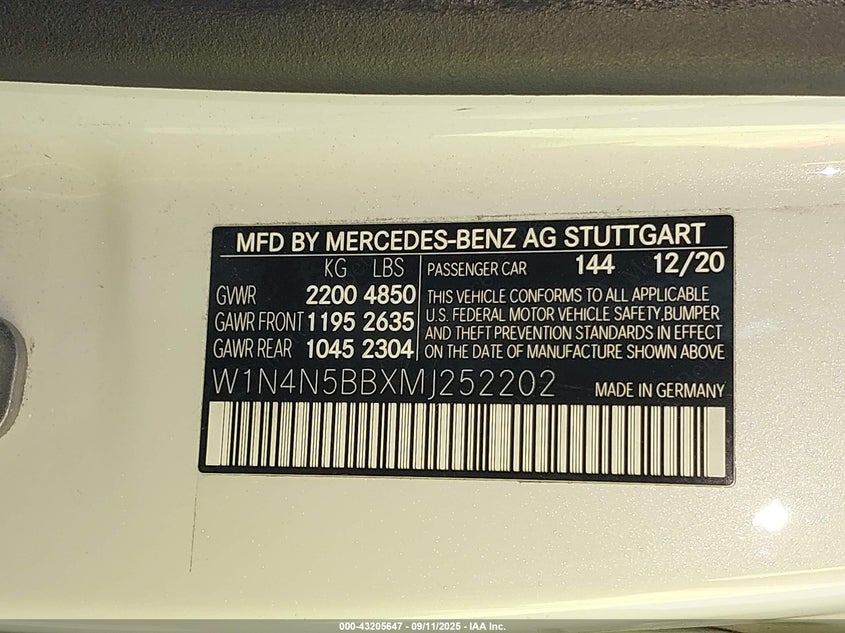 MFD BY MERCEDES-BENZ AG STUTTGART
KG LBS
GVWR 2200 4850
GAWR FRONT 1195 2635
GAWR REAR 1045 2304
PASSENGER CAR 144 12/20
THIS VEHICLE CONFORMS TO ALL APPLICABLE
U.S. FEDERAL MOTOR VEHICLE SAFETY,BUMPER
AND THEFT PREVENTION STANDARDS IN EFFECT
ON THE DATE OF MANUFACTURE SHOWN ABOVE
W1N4N5BBXMJ252202 MADE IN GERMANY
000-43205647 - 09/11/2025 - IAA Inc.